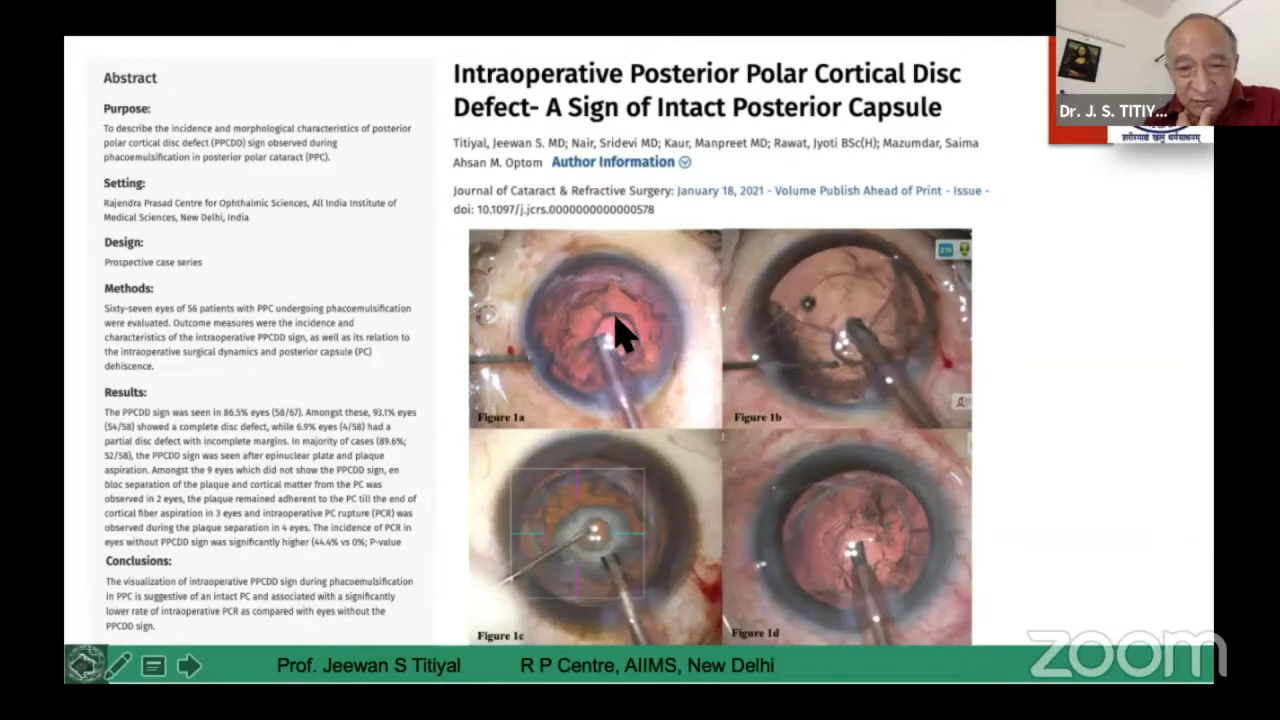 Abstract
Purpose:
To describe the incidence and morphological characteristics of posterior
polar cortical disc defect (PPCDD) sign observed during
phacoemulsification in posterior polar cataract (PPC).
Setting:
Rajendra Prasad Centre for Ophthalmic Sciences, All India Institute of
Medical Sciences, New Delhi, India
Design:
Prospective case series
Methods:
Sixty-seven eyes of 56 patients with PPC undergoing phacoemulsification
were evaluated. Outcome measures were the incidence and
characteristics of the intraoperative PPCDD sign, as well as its relation to
the intraoperative surgical dynamics and posterior capsule (PC)
dehiscence.
Results:
The PPCDD sign was seen in 86.5% eyes (58/67). Amongst these, 93.1% eyes
(54/58) showed a complete disc defect, while 6.9% eyes (4/58) had a
partial disc defect with incomplete margins. In majority of cases (89.6%;
52/58), the PPCDD sign was seen after epinuclear plate and plaque
aspiration. Amongst the 9 eyes which did not show the PPCDD sign, en
bloc separation of the plaque and cortical matter from the PC was
observed in 2 eyes, the plaque remained adherent to the PC till the end of
cortical fiber aspiration in 3 eyes and intraoperative PC rupture (PCR) was
observed during the plaque separation in 4 eyes. The incidence of PCR in
eyes without PPCDD sign was significantly higher (44.4% vs 0%; P-value
Conclusions:
The visualization of intraoperative PPCDD sign during phacoemulsification
in PPC is suggestive of an intact PC and associated with a significantly
lower rate of intraoperative PCR as compared with eyes without the
PPCDD sign.
Intraoperative Posterior Polar Cortical Disc
Defect- A Sign of Intact Posterior Capsule
Titiyal, Jeewan S. MD; Nair, Sridevi MD; Kaur, Manpreet MD; Rawat, Jyoti BSc(H); Mazumdar, Saima
Ahsan M. Optom Author Information
Journal of Cataract & Refractive Surgery: January 18, 2021 - Volume Publish Ahead of Print - Issue -
doi: 10.1097/j.jcrs.0000000000000578
Figure 1a
Figure 1b
210
Figure 1c
Figure 1d
Dr. J. S. TITIY...
शरीरमाद्यं खलु धर्मसाधनम्
Prof. Jeewan S Titiyal R P Centre, AIIMS, New Delhi
zoom